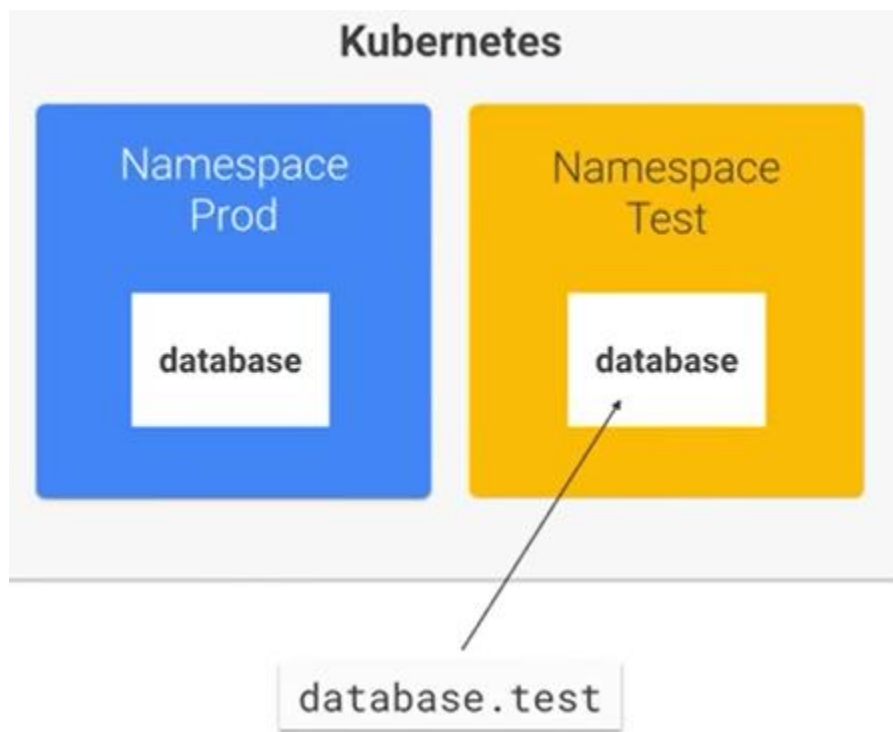 Kubernetes
Namespace
Prod
database
Namespace
Test
database
database.test